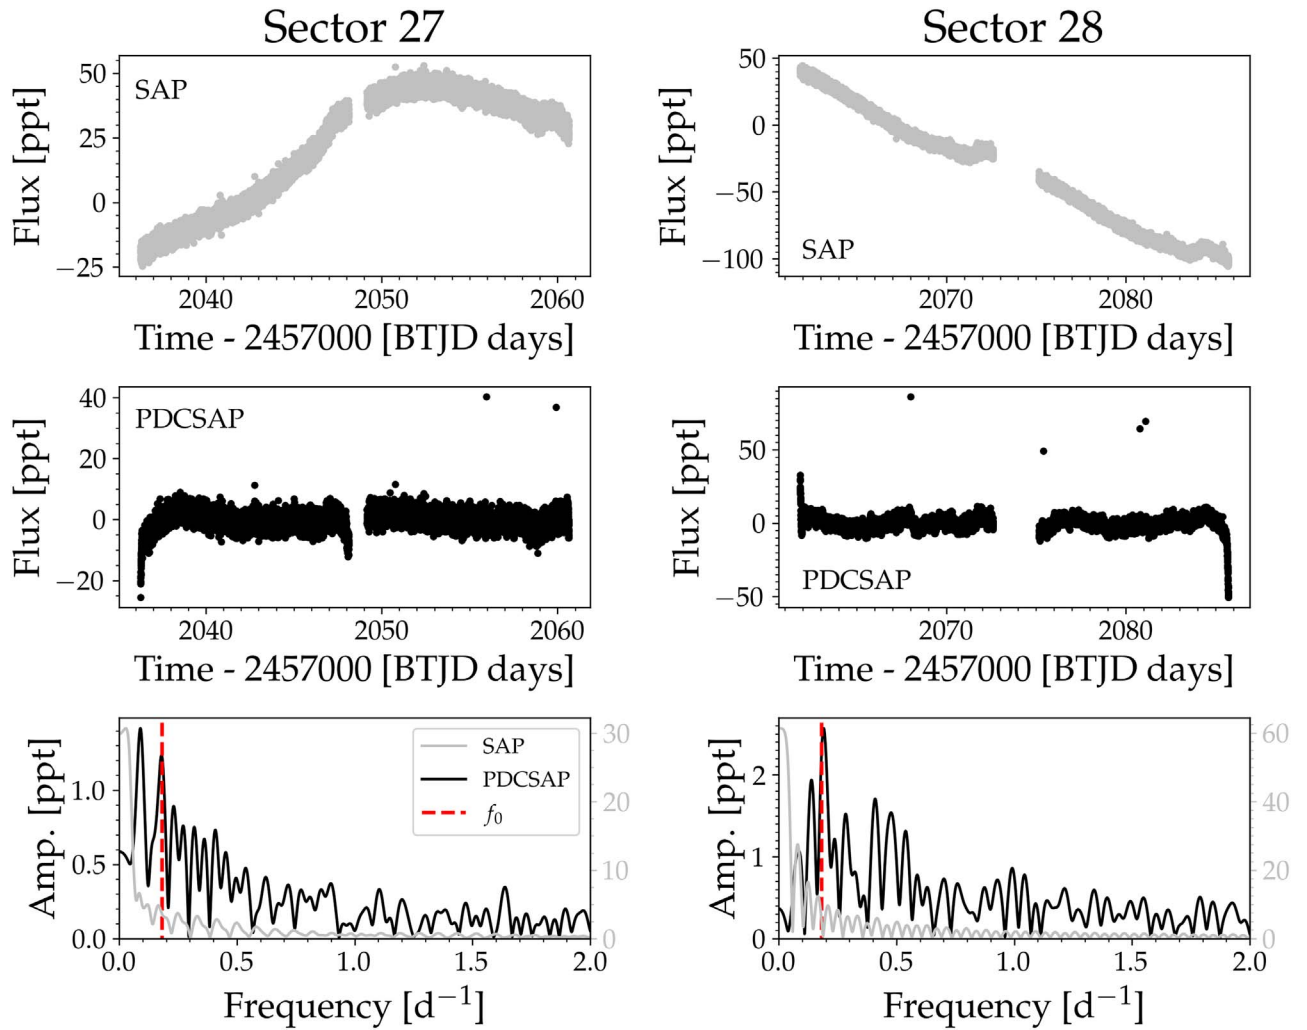 Sector 27
Sector 28
50
25
0
−25
Flux [ppt]
SAP
2040
2050
2060
Time - 2457000 [BTJD days]
50
0
−50
−100
Flux [ppt]
SAP
2070
2080
Time - 2457000 [BTJD days]
40
20
0
−20
Flux [ppt]
PDCSAP
2040
2050
2060
Time - 2457000 [BTJD days]
50
0
−50
Flux [ppt]
PDCSAP
2070
2080
Time - 2457000 [BTJD days]
1.0
0.5
0.0
Amp. [ppt]
SAP
PDCSAP
f₀
30
20
10
0
0.0 0.5 1.0 1.5 2.0
Frequency [d⁻¹]
2
1
0
Amp. [ppt]
60
40
20
0
0.0 0.5 1.0 1.5 2.0
Frequency [d⁻¹]